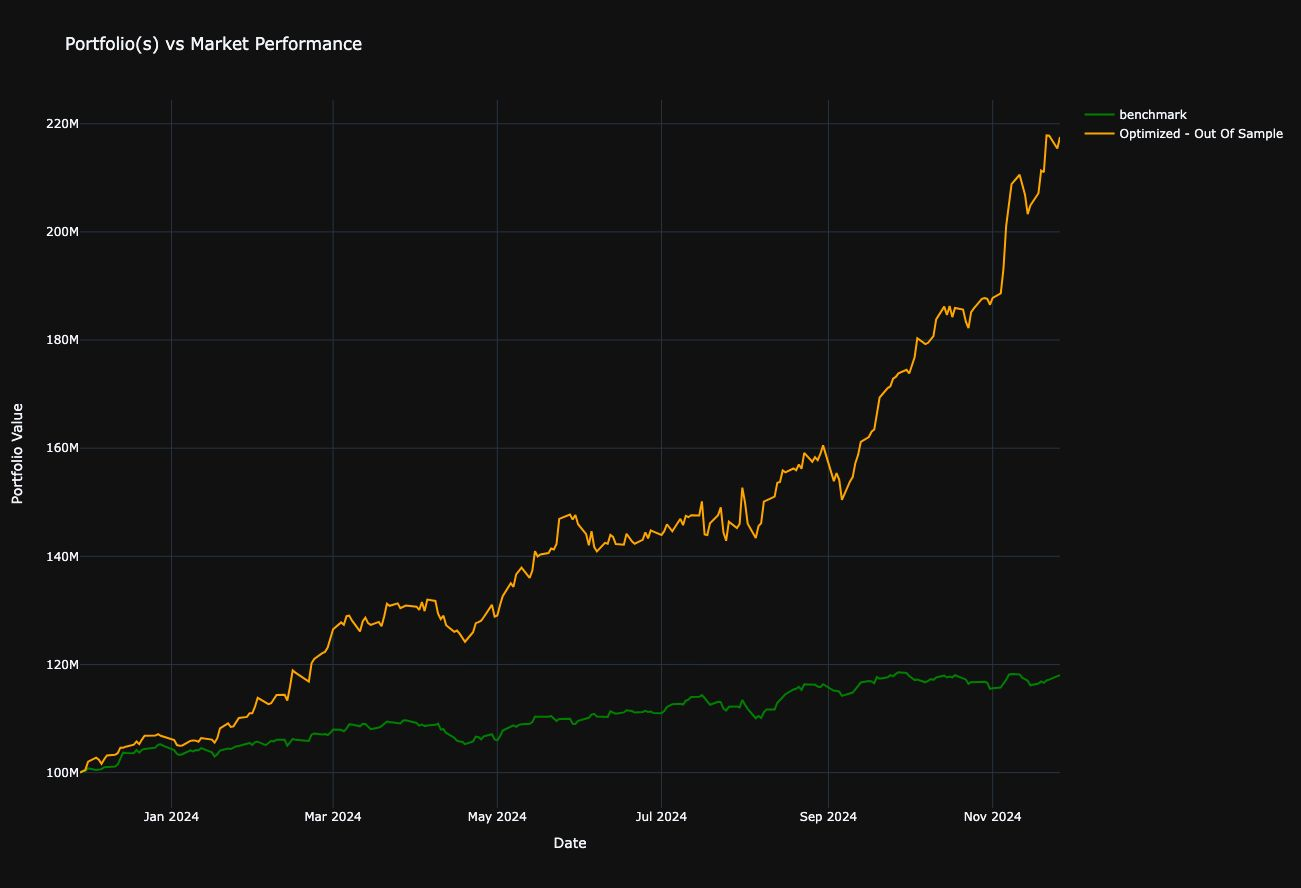 Portfolio(s) vs Market Performance
benchmark
Optimized - Out Of Sample
220M
200M
180M
160M
140M
120M
100M
Portfolio Value
Jan 2024
Mar 2024
May 2024
Jul 2024
Sep 2024
Nov 2024
Date